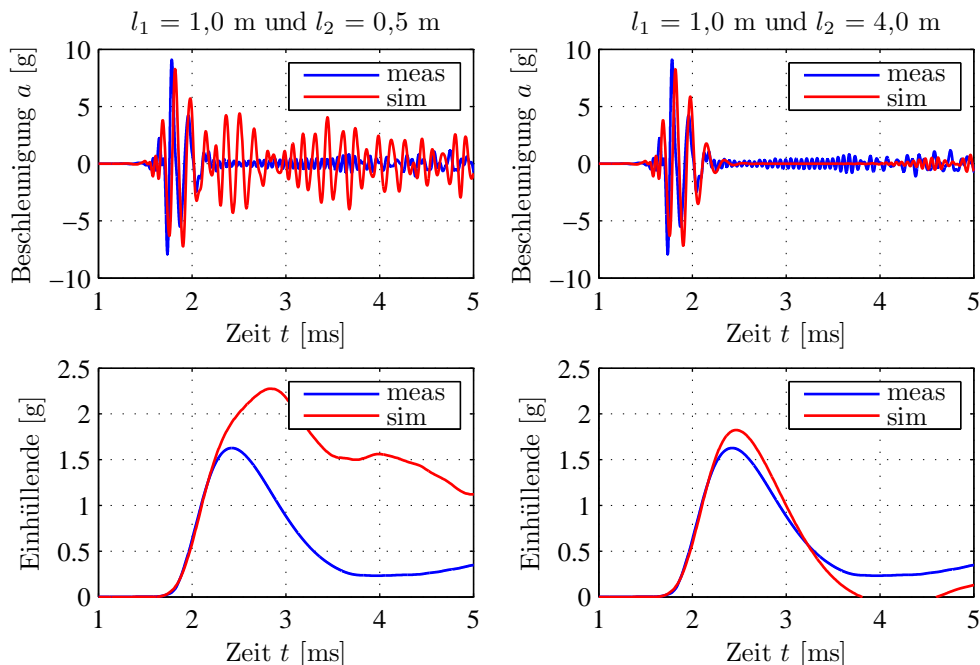 l₁ = 1,0 m und l₂ = 0,5 m
10
5
0
−5
−10
Beschleunigung a [g]
meas
sim
1 2 3 4 5
Zeit t [ms]
l₁ = 1,0 m und l₂ = 4,0 m
10
5
0
−5
−10
Beschleunigung a [g]
meas
sim
1 2 3 4 5
Zeit t [ms]
2.5
2
1.5
1
0.5
0
Einhüllende [g]
meas
sim
1 2 3 4 5
Zeit t [ms]
2.5
2
1.5
1
0.5
0
Einhüllende [g]
meas
sim
1 2 3 4 5
Zeit t [ms]